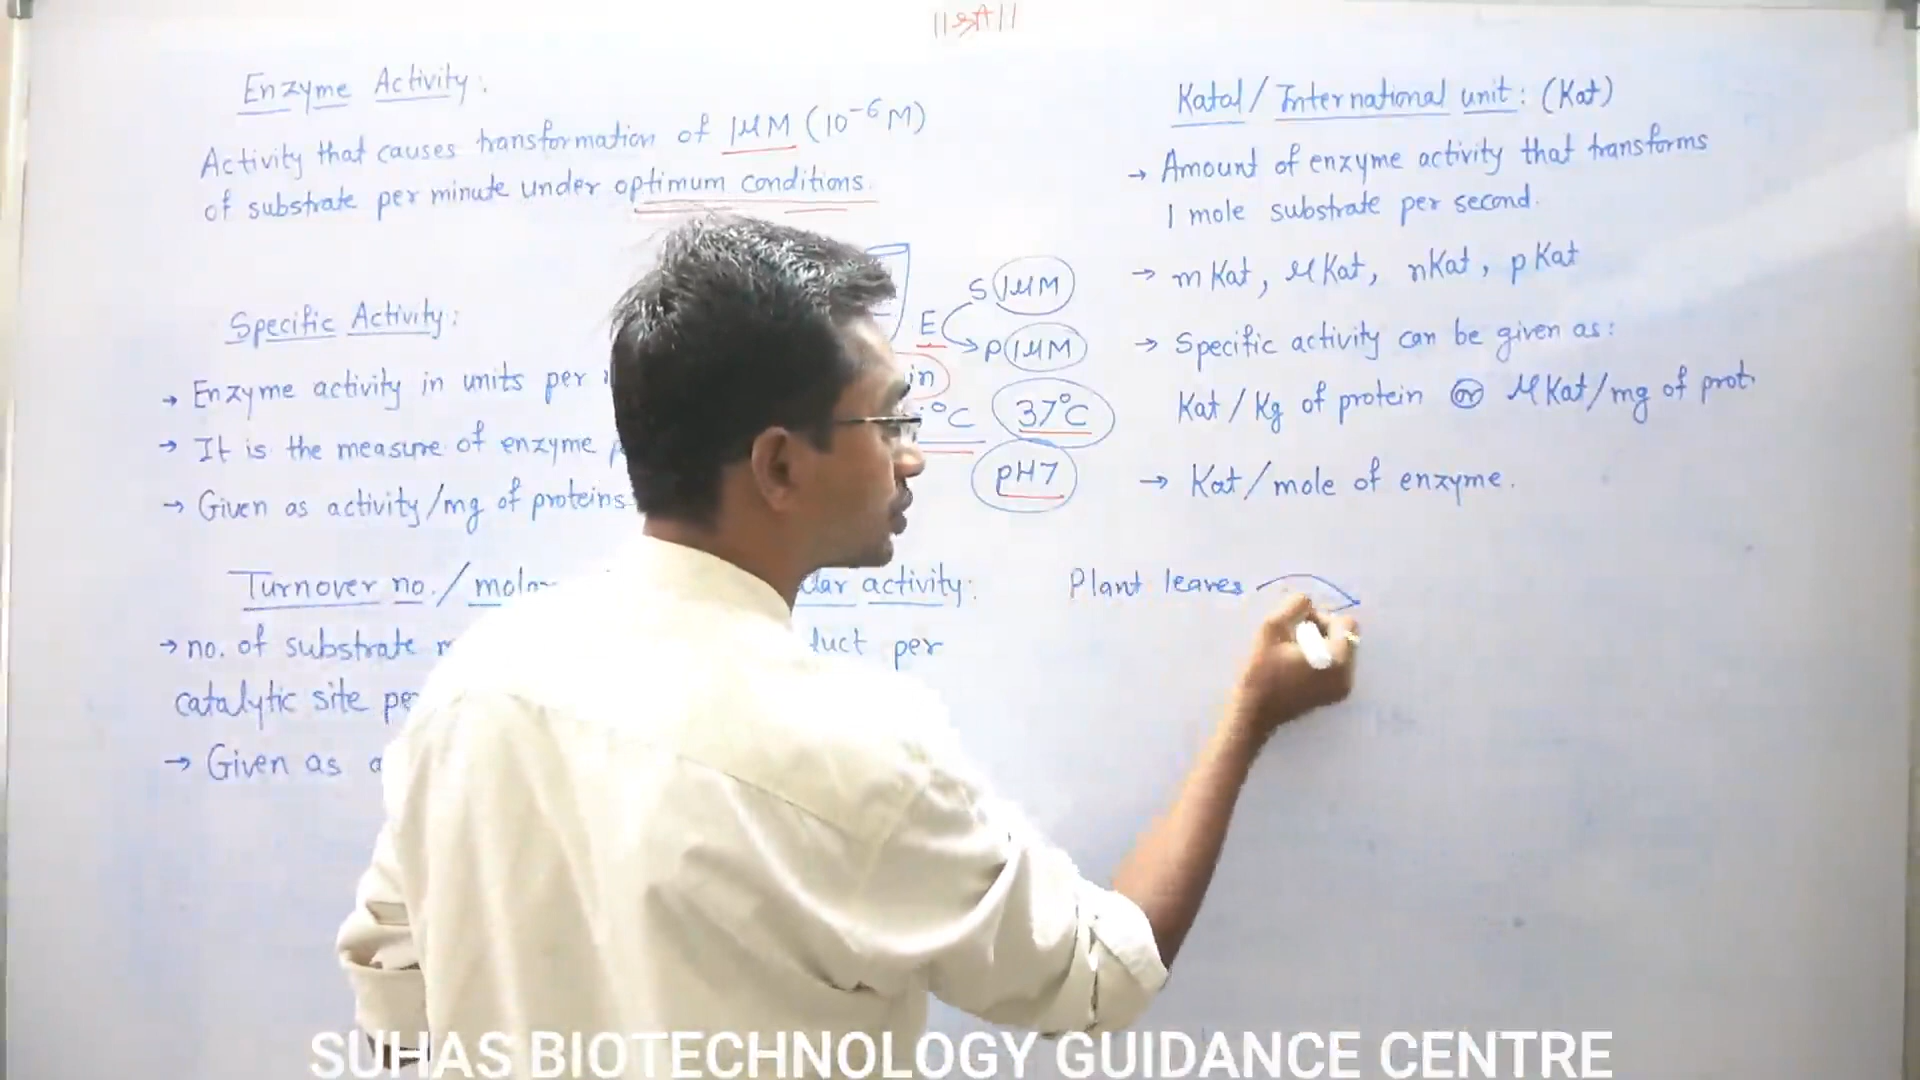 ||श्री||
Enzyme Activity:
Activity that causes transformation of 1μM (10⁻⁶M)
of substrate per minute under optimum conditions.
S 1μM
E
P 1μM
in
°C 37°C
pH7
Specific Activity:
→ Enzyme activity in units per
→ It is the measure of enzyme
→ Given as activity/mg of proteins
Turnover no./ activity:
→ no. of substrate per
catalytic site
→ Given as
Katal/International unit: (Kat)
→ Amount of enzyme activity that transforms
1 mole substrate per second.
→ mKat, μKat, nKat, pKat
→ Specific activity can be given as:
Kat/Kg of protein or μKat/mg of prot.
→ Kat/mole of enzyme.
Plant leaves
SUHAS BIOTECHNOLOGY GUIDANCE CENTRE